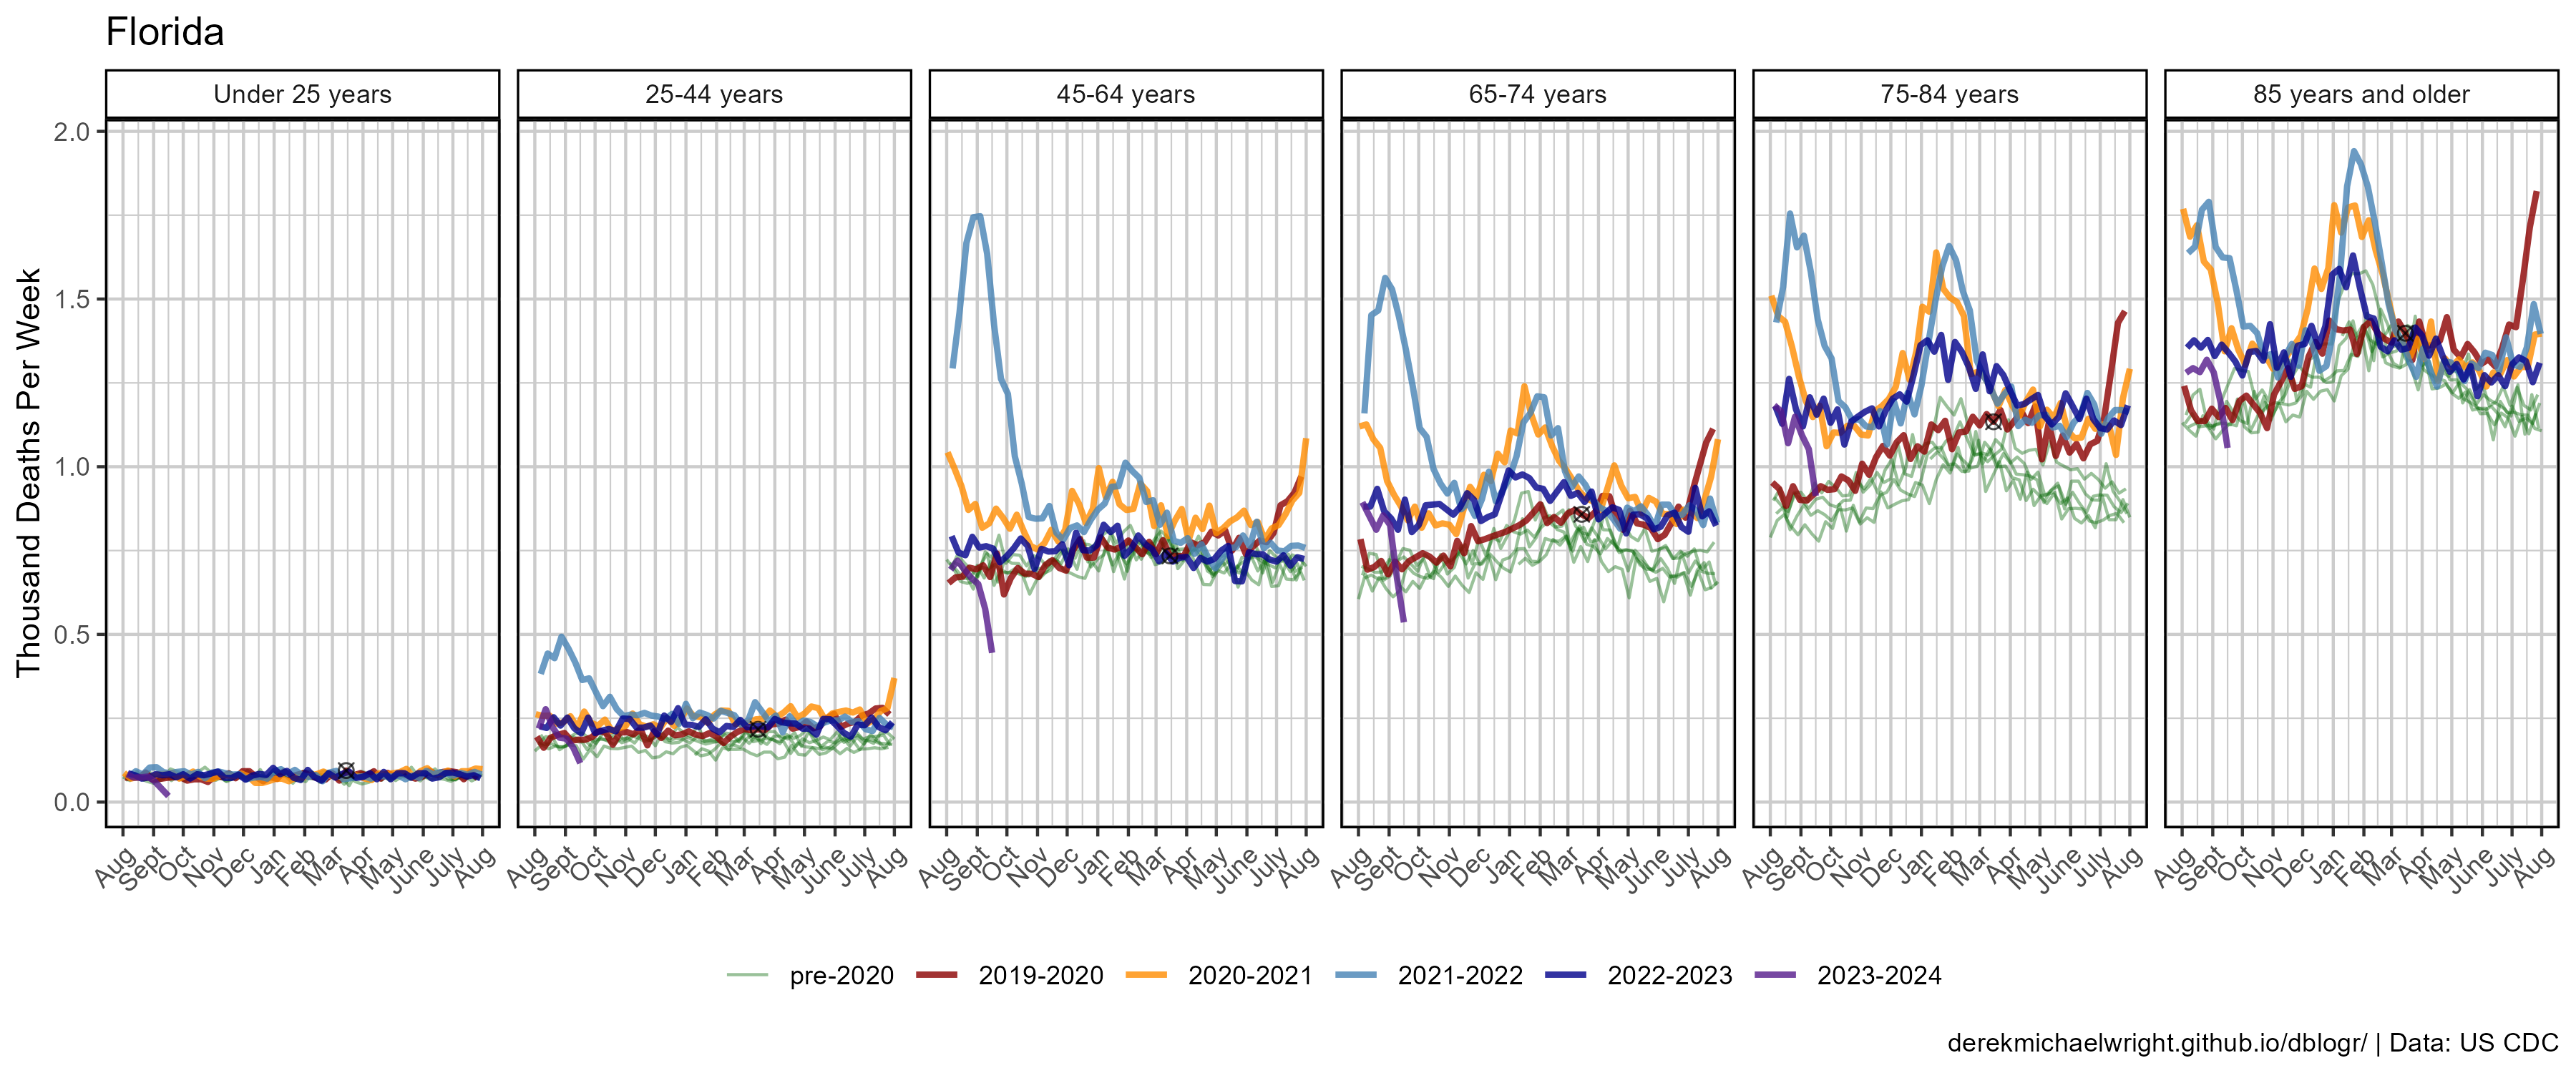 Florida
Under 25 years
25-44 years
45-64 years
65-74 years
75-84 years
85 years and older
Thousand Deaths Per Week
2.0
1.5
1.0
0.5
0.0
Aug Sept Oct Nov Dec Jan Feb Mar Apr May June July Aug
Aug Sept Oct Nov Dec Jan Feb Mar Apr May June July Aug
Aug Sept Oct Nov Dec Jan Feb Mar Apr May June July Aug
Aug Sept Oct Nov Dec Jan Feb Mar Apr May June July Aug
Aug Sept Oct Nov Dec Jan Feb Mar Apr May June July Aug
Aug Sept Oct Nov Dec Jan Feb Mar Apr May June July Aug
pre-2020 2019-2020 2020-2021 2021-2022 2022-2023 2023-2024
derekmichaelwright.github.io/dblogr/ | Data: US CDC